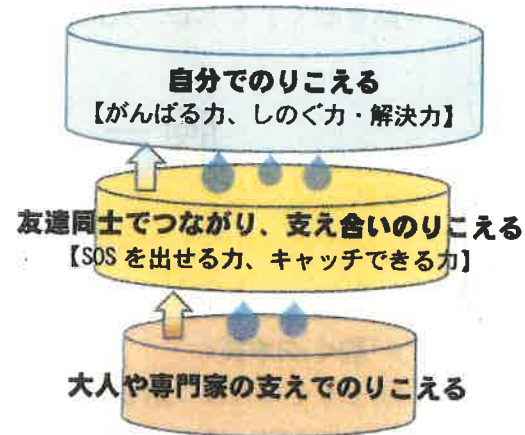 自分でのりこえる
【がんばる力、しのぐ力・解決力】
友達同士でつながり、支え合いのりこえる
【SOSを出せる力、キャッチできる力】
大人や専門家の支えでのりこえる